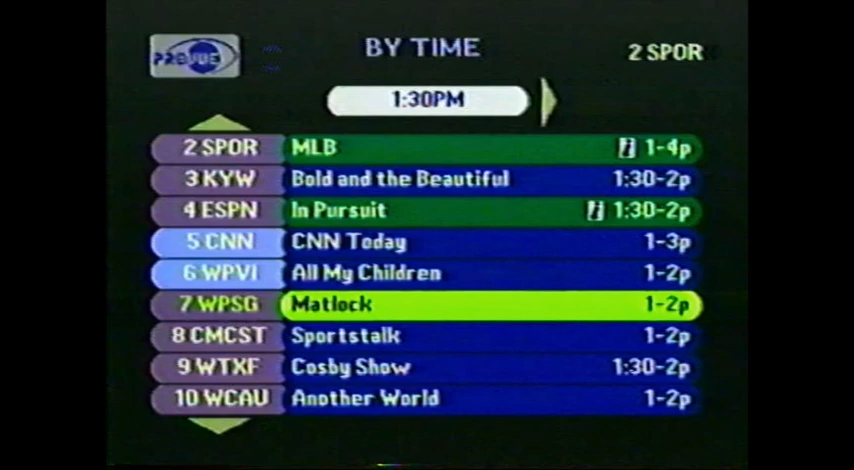 PREVUE BY TIME 2 SPOR
1:30PM
2 SPOR MLB i 1-4p
3 KYW Bold and the Beautiful 1:30-2p
4 ESPN In Pursuit i 1:30-2p
5 CNN CNN Today 1-3p
6 WPVI All My Children 1-2p
7 WPSG Matlock 1-2p
8 CMCST Sportstalk 1-2p
9 WTXF Cosby Show 1:30-2p
10 WCAU Another World 1-2p